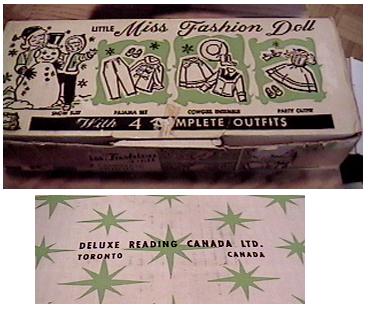 LITTLE Miss Fashion Doll
SNOW SUIT PAJAMA SET COWGIRL ENSEMBLE PARTY OUTFIT
With 4 COMPLETE OUTFITS
DELUXE READING CANADA LTD.
TORONTO CANADA